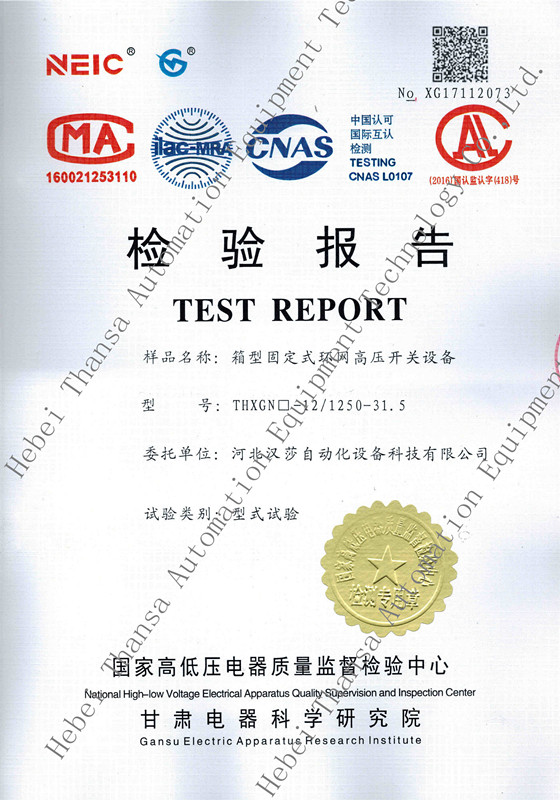 NEIC®
®
No XG17112073
CMA
160021253110
ilac-MRA
CNAS
中国认可
国际互认
检测
TESTING
CNAS L0107
CAL
(2016)国认监认字(418)号
检验报告
TEST REPORT
样品名称: 箱型固定式环网高压开关设备
型 号: THXGN□-12/1250-31.5
委托单位: 河北汉莎自动化设备科技有限公司
试验类别: 型式试验
检测专用章
国家高低压电器质量监督检验中心
National High-low Voltage Electrical Apparatus Quality Supervision and Inspection Center
甘肃电器科学研究院
Gansu Electric Apparatus Research Institute
Hebei Thansa Automation Equipment Technology Co., Ltd.
Hebei Thansa Automation Equipment Technology Co., Ltd.
Hebei Thansa Automation Equipment